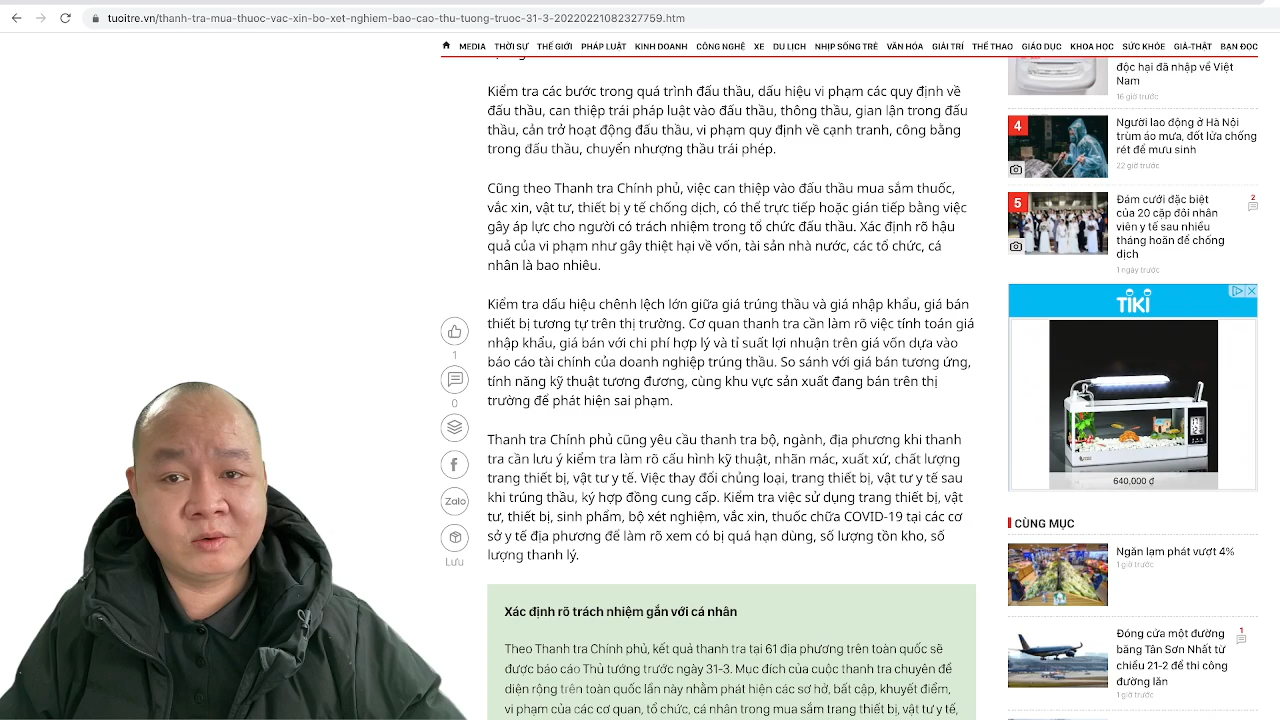 tuoitre.vn/thanh-tra-mua-thuoc-vac-xin-bo-xet-nghiem-bao-cao-thu-tuong-truoc-31-3-20220221082327759.htm
MEDIA THỜI SỰ THẾ GIỚI PHÁP LUẬT KINH DOANH CÔNG NGHỆ XE DU LỊCH NHỊP SỐNG TRẺ VĂN HÓA GIẢI TRÍ THỂ THAO GIÁO DỤC KHOA HỌC SỨC KHỎE GIẢ-THẬT BẠN ĐỌC
Kiểm tra các bước trong quá trình đấu thầu, dấu hiệu vi phạm các quy định về
đấu thầu, can thiệp trái pháp luật vào đấu thầu, thông thầu, gian lận trong đấu
thầu, cản trở hoạt động đấu thầu, vi phạm quy định về cạnh tranh, công bằng
trong đấu thầu, chuyển nhượng thầu trái phép.
Cũng theo Thanh tra Chính phủ, việc can thiệp vào đấu thầu mua sắm thuốc,
vắc xin, vật tư, thiết bị y tế chống dịch, có thể trực tiếp hoặc gián tiếp bằng việc
gây áp lực cho người có trách nhiệm trong tổ chức đấu thầu. Xác định rõ hậu
quả của vi phạm như gây thiệt hại về vốn, tài sản nhà nước, các tổ chức, cá
nhân là bao nhiêu.
Kiểm tra dấu hiệu chênh lệch lớn giữa giá trúng thầu và giá nhập khẩu, giá bán
thiết bị tương tự trên thị trường. Cơ quan thanh tra cần làm rõ việc tính toán giá
nhập khẩu, giá bán với chi phí hợp lý và tỉ suất lợi nhuận trên giá vốn dựa vào
báo cáo tài chính của doanh nghiệp trúng thầu. So sánh với giá bán tương ứng,
tính năng kỹ thuật tương đương, cùng khu vực sản xuất đang bán trên thị
trường để phát hiện sai phạm.
Thanh tra Chính phủ cũng yêu cầu thanh tra bộ, ngành, địa phương khi thanh
tra cần lưu ý kiểm tra làm rõ cấu hình kỹ thuật, nhãn mác, xuất xứ, chất lượng
trang thiết bị, vật tư y tế. Việc thay đổi chủng loại, trang thiết bị, vật tư y tế sau
khi trúng thầu, ký hợp đồng cung cấp. Kiểm tra việc sử dụng trang thiết bị, vật
tư, thiết bị, sinh phẩm, bộ xét nghiệm, vắc xin, thuốc chữa COVID-19 tại các cơ
sở y tế địa phương để làm rõ xem có bị quá hạn dùng, số lượng tồn kho, số
lượng thanh lý.
Xác định rõ trách nhiệm gắn với cá nhân
Theo Thanh tra Chính phủ, kết quả thanh tra tại 61 địa phương trên toàn quốc sẽ
được báo cáo Thủ tướng trước ngày 31-3. Mục đích của cuộc thanh tra chuyên đề
diện rộng trên toàn quốc lần này nhằm phát hiện các sơ hở, bất cập, khuyết điểm,
vi phạm của các cơ quan, tổ chức, cá nhân trong mua sắm trang thiết bị, vật tư y tế,
1
0
f
Zalo
Lưu
độc hại đã nhập về Việt
Nam
16 giờ trước
4
Người lao động ở Hà Nội
trùm áo mưa, đốt lửa chống
rét để mưu sinh
22 giờ trước
5
Đám cưới đặc biệt
của 20 cặp đôi nhân
viên y tế sau nhiều
tháng hoãn để chống
dịch
2
1 ngày trước
TIKI
640,000 ₫
CÙNG MỤC
Ngân lạm phát vượt 4%
1 giờ trước
Đóng cửa một đường
băng Tân Sơn Nhất từ
chiều 21-2 để thi công
đường lăn
1
1 giờ trước